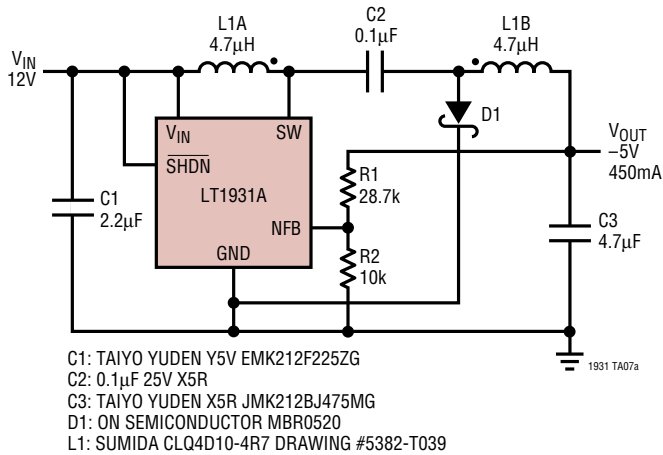 L1A
4.7µH
C2
0.1µF
L1B
4.7µH
VIN
12V
D1
VIN
SW
SHDN
LT1931A
NFB
GND
C1
2.2µF
R1
28.7k
R2
10k
VOUT
–5V
450mA
C3
4.7µF
1931 TA07a
C1: TAIYO YUDEN Y5V EMK212F225ZG
C2: 0.1µF 25V X5R
C3: TAIYO YUDEN X5R JMK212BJ475MG
D1: ON SEMICONDUCTOR MBR0520
L1: SUMIDA CLQ4D10-4R7 DRAWING #5382-T039